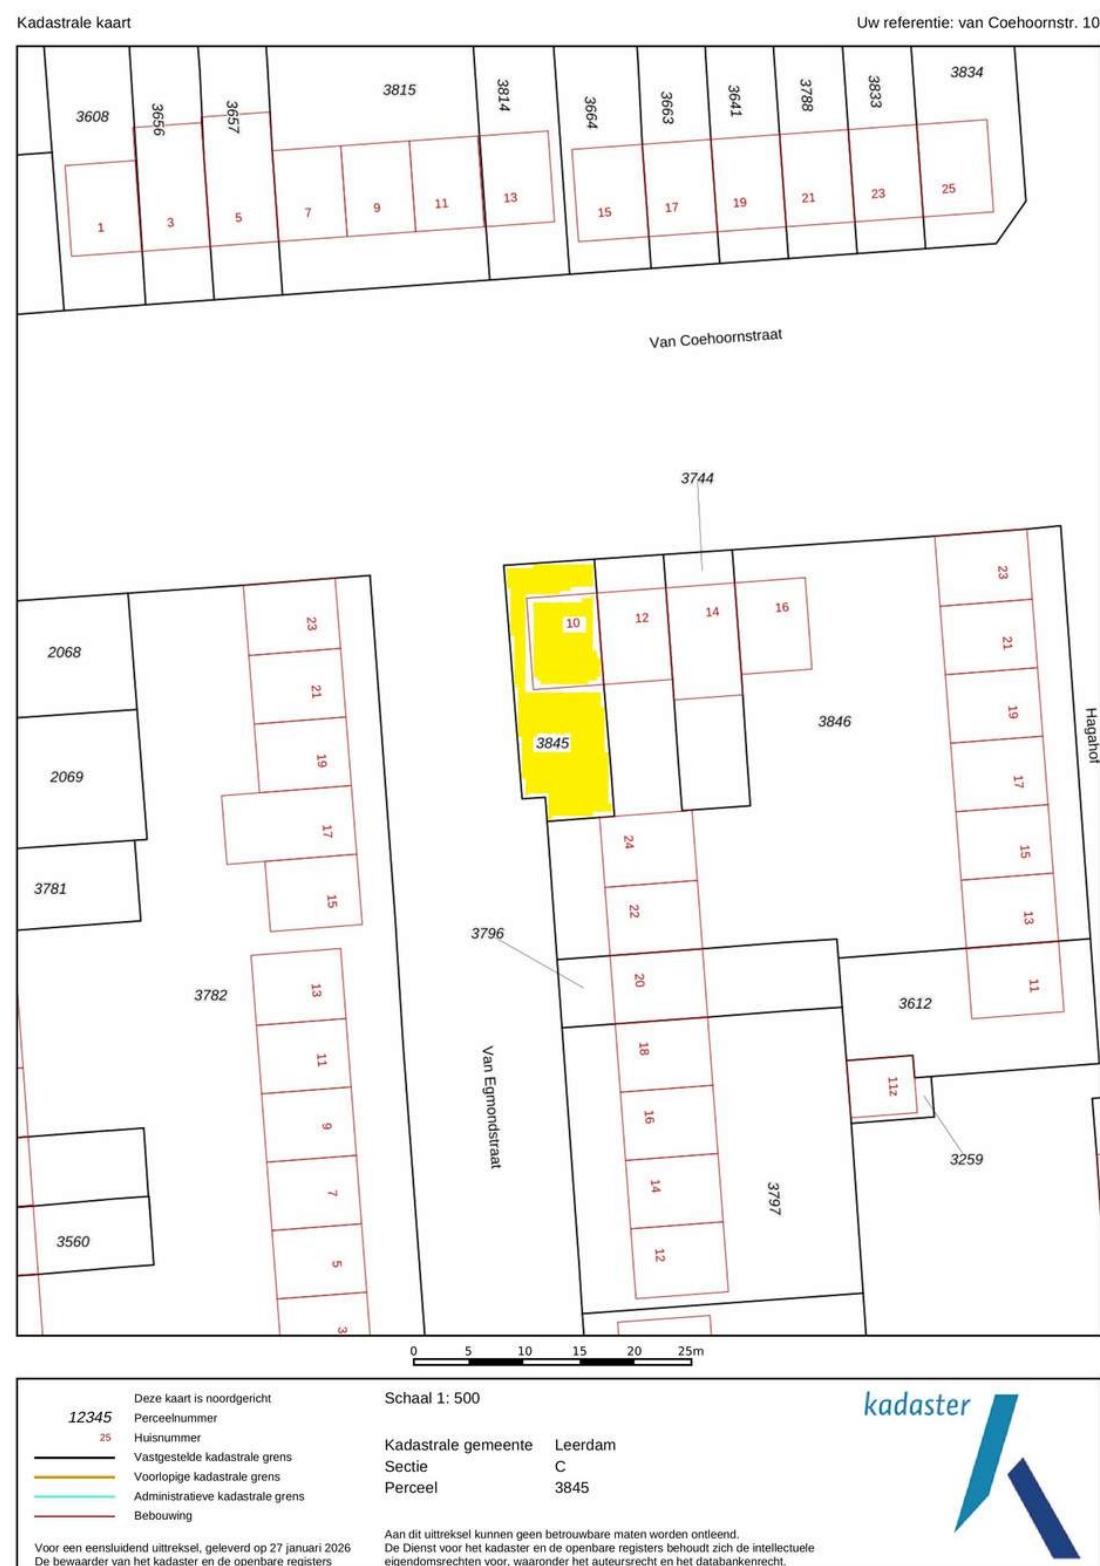 Kadastrale kaart
Uw referentie: van Coehoornstr. 10
3608
3656
3657
3815
3814
3664
3663
3641
3788
3833
3834
1
3
5
7
9
11
13
15
17
19
21
23
25
Van Coehoornstraat
3744
2068
2069
3781
3782
3560
23
21
19
17
15
13
11
9
7
5
3
10
12
14
16
3845
3846
23
21
19
17
15
13
11
Hagahof
24
22
20
18
16
14
12
3796
3612
11z
3259
3797
Van Egmondstraat
0 5 10 15 20 25m
Deze kaart is noordgericht
12345 Perceelnummer
25 Huisnummer
Vastgestelde kadastrale grens
Voorlopige kadastrale grens
Administratieve kadastrale grens
Bebouwing
Voor een eensluidend uittreksel, geleverd op 27 januari 2026
De bewaarder van het kadaster en de openbare registers
Schaal 1: 500
Kadastrale gemeente Leerdam
Sectie C
Perceel 3845
Aan dit uittreksel kunnen geen betrouwbare maten worden ontleend.
De Dienst voor het kadaster en de openbare registers behoudt zich de intellectuele
eigendomsrechten voor, waaronder het auteursrecht en het databankenrecht.
kadaster